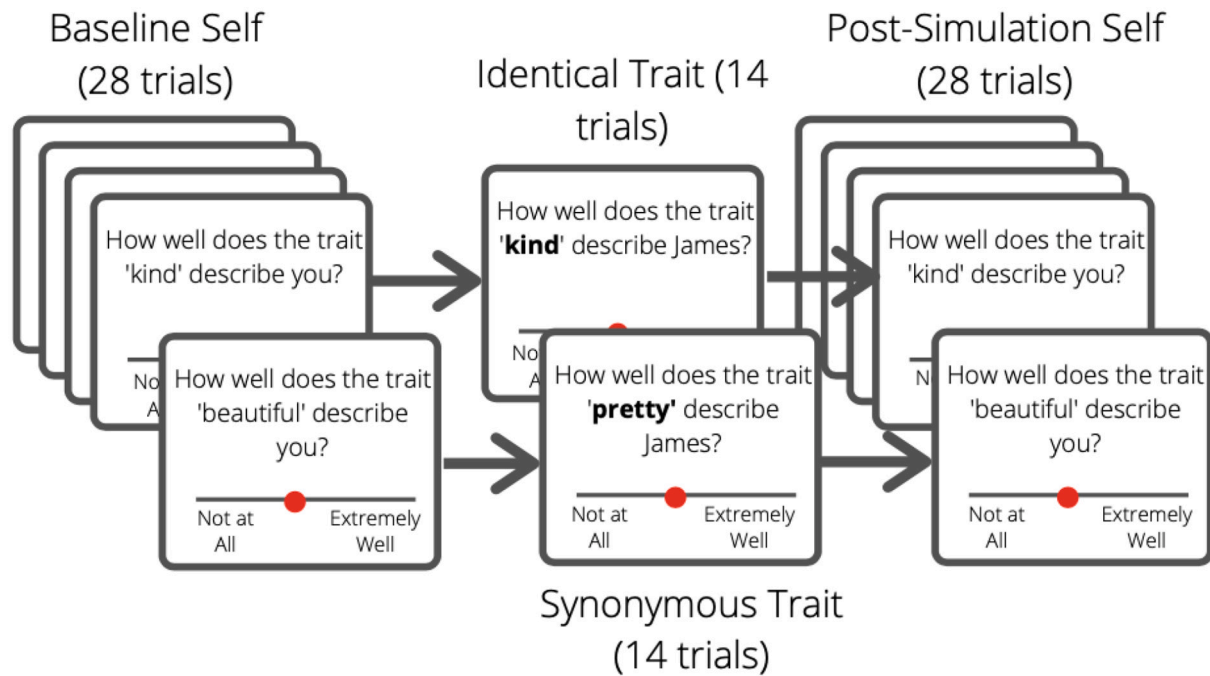 Baseline Self
(28 trials)
How well does the trait
'kind' describe you?
No
A
How well does the trait
'beautiful' describe
you?
Not at
All
Extremely
Well
Identical Trait (14
trials)
How well does the trait
'kind' describe James?
No
A
How well does the trait
'pretty' describe
James?
Not at
All
Extremely
Well
Synonymous Trait
(14 trials)
Post-Simulation Self
(28 trials)
How well does the trait
'kind' describe you?
N
How well does the trait
'beautiful' describe
you?
Not at
All
Extremely
Well